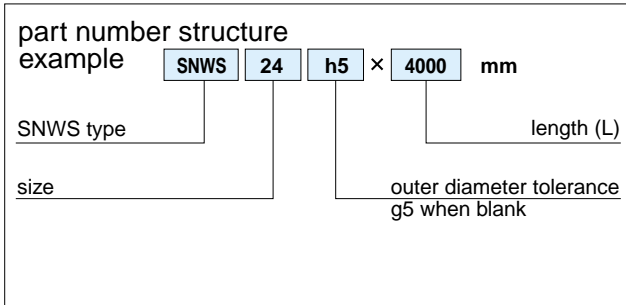 part number structure
example SNWS 24 h5 × 4000 mm
SNWS type length (L)
size outer diameter tolerance
g5 when blank